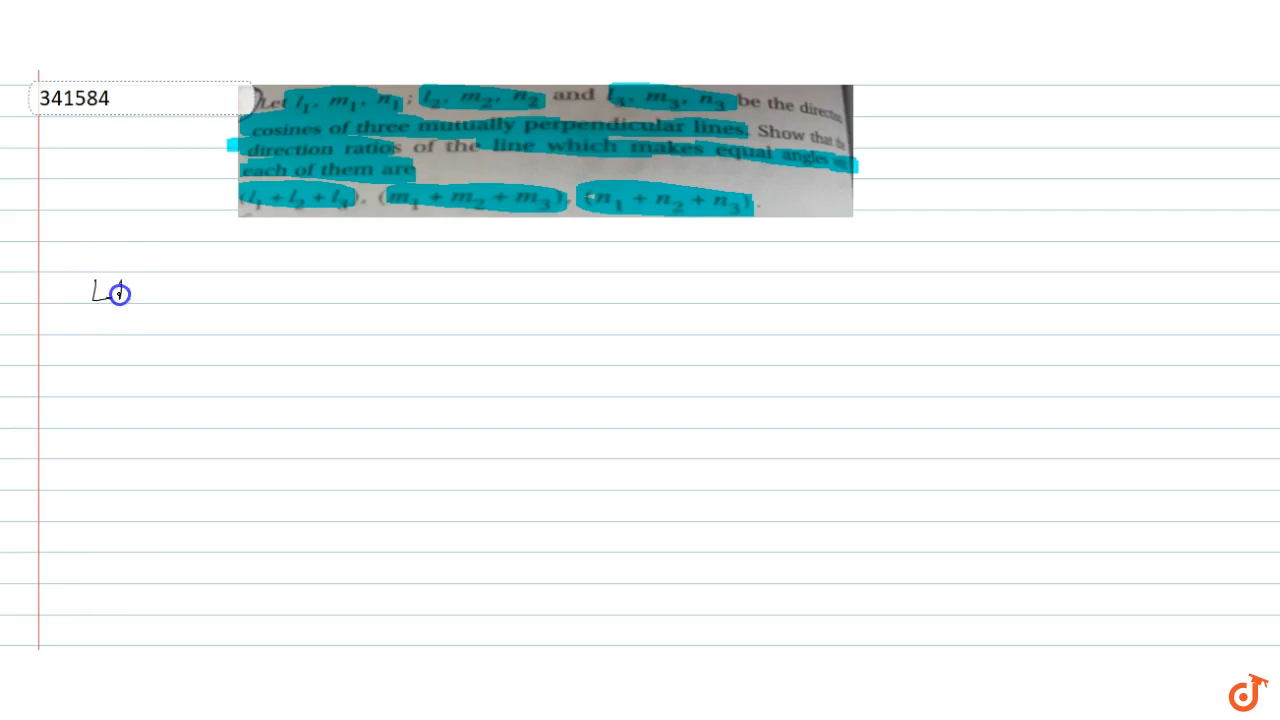 341584
Let l₁, m₁, n₁ ; l₂, m₂, n₂ and l₃, m₃, n₃ be the direction
cosines of three mutually perpendicular lines. Show that the
direction ratios of the line which makes equal angles
each of them are
(l₁ + l₂ + l₃), (m₁ + m₂ + m₃), (n₁ + n₂ + n₃).